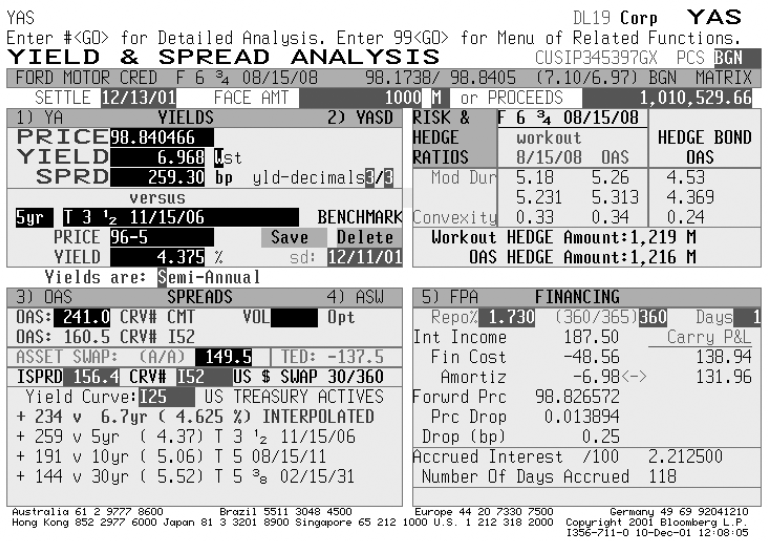 YAS DL19 Corp YAS
Enter #<GO> for Detailed Analysis. Enter 99<GO> for Menu of Related Functions.
YIELD & SPREAD ANALYSIS CUSIP345397GX PCS BGN
FORD MOTOR CRED F 6 ¾ 08/15/08 98.1738/ 98.8405 (7.10/6.97) BGN MATRIX
SETTLE 12/13/01 FACE AMT 1000 M or PROCEEDS 1,010,529.66
1) YA YIELDS 2) YASD
PRICE 98.840466
YIELD 6.968 Wst
SPRD 259.30 bp yld-decimals 3/3
versus
5yr T 3 ½ 11/15/06 BENCHMARK
PRICE 96-5 Save Delete
YIELD 4.375 % sd: 12/11/01
Yields are: Semi-Annual
RISK & F 6 ¾ 08/15/08
HEDGE workout HEDGE BOND
RATIOS 8/15/08 OAS OAS
Mod Dur 5.18 5.26 4.53
5.231 5.313 4.369
Convexity 0.33 0.34 0.24
Workout HEDGE Amount:1,219 M
OAS HEDGE Amount:1,216 M
3) OAS SPREADS 4) ASW
OAS: 241.0 CRV# CMT VOL Opt
OAS: 160.5 CRV# I52
ASSET SWAP: (A/A) 149.5 TED: -137.5
ISPRD 156.4 CRV# I52 US $ SWAP 30/360
Yield Curve: I25 US TREASURY ACTIVES
+ 234 v 6.7yr ( 4.625 %) INTERPOLATED
+ 259 v 5yr ( 4.37) T 3 ½ 11/15/06
+ 191 v 10yr ( 5.06) T 5 08/15/11
+ 144 v 30yr ( 5.52) T 5 ⅜ 02/15/31
5) FPA FINANCING
Repo% 1.730 (360/365)360 Days 1
Int Income 187.50 Carry P&L
Fin Cost -48.56 138.94
Amortiz -6.98<-> 131.96
Forwrd Prc 98.826572
Prc Drop 0.013894
Drop (bp) 0.25
Accrued Interest /100 2.212500
Number Of Days Accrued 118
Australia 61 2 9777 8600 Brazil 5511 3048 4500 Europe 44 20 7330 7500 Germany 49 69 92041210
Hong Kong 852 2977 6000 Japan 81 3 3201 8900 Singapore 65 212 1000 U.S. 1 212 318 2000 Copyright 2001 Bloomberg L.P.
I356-711-0 10-Dec-01 12:08:05